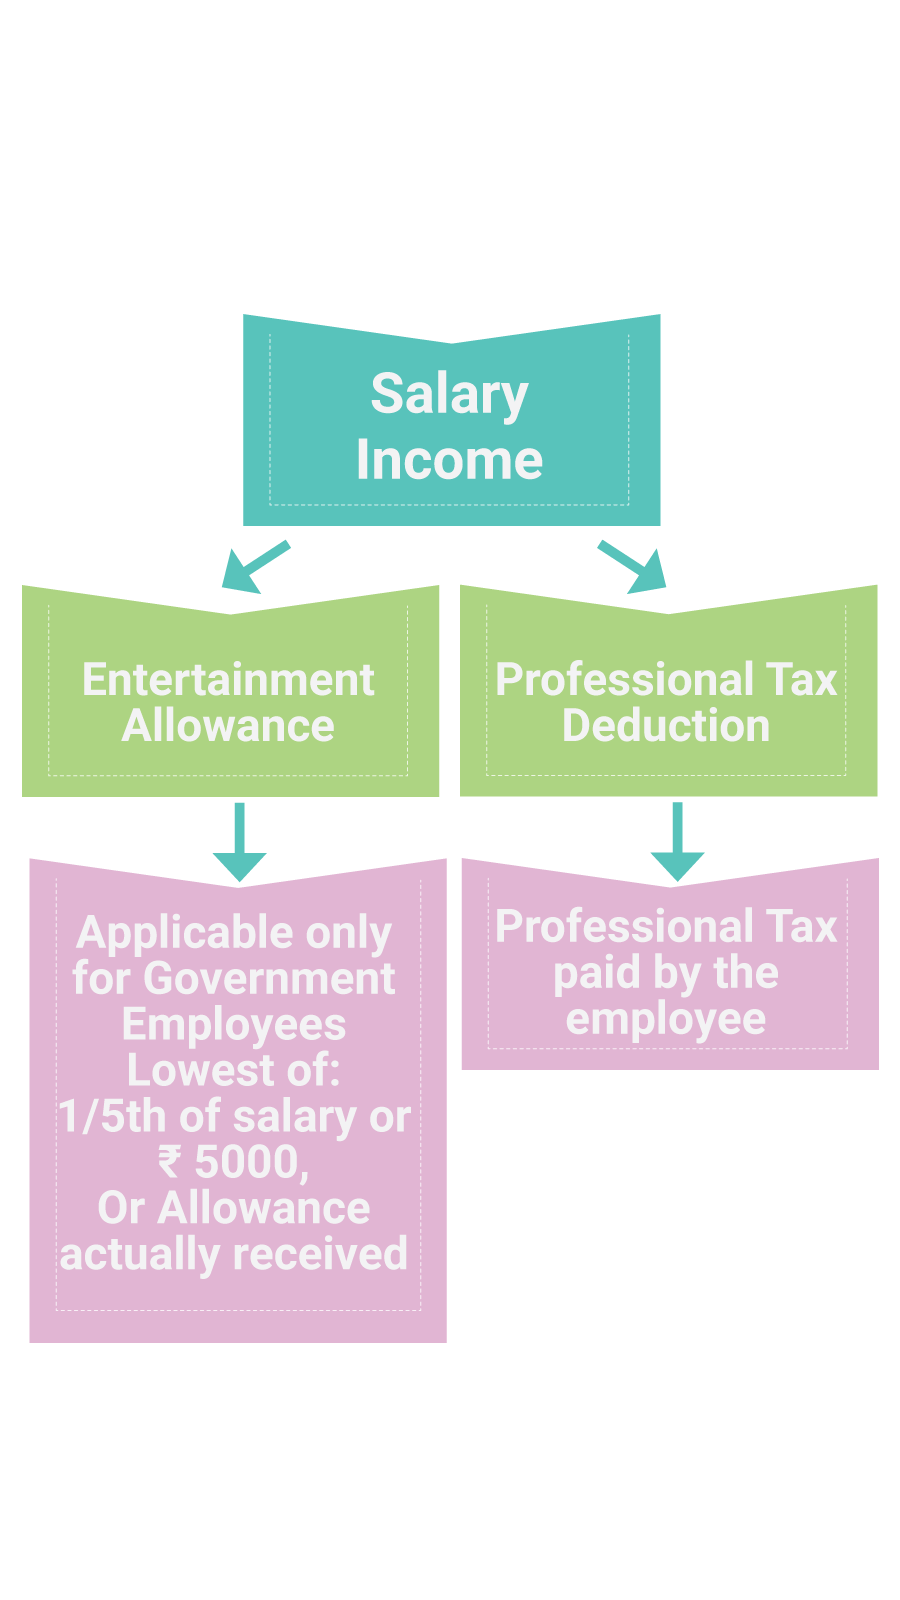 Salary
Income
Entertainment
Allowance
Professional Tax
Deduction
Applicable only
for Government
Employees
Lowest of:
1/5th of salary or
₹ 5000,
Or Allowance
actually received
Professional Tax
paid by the
employee